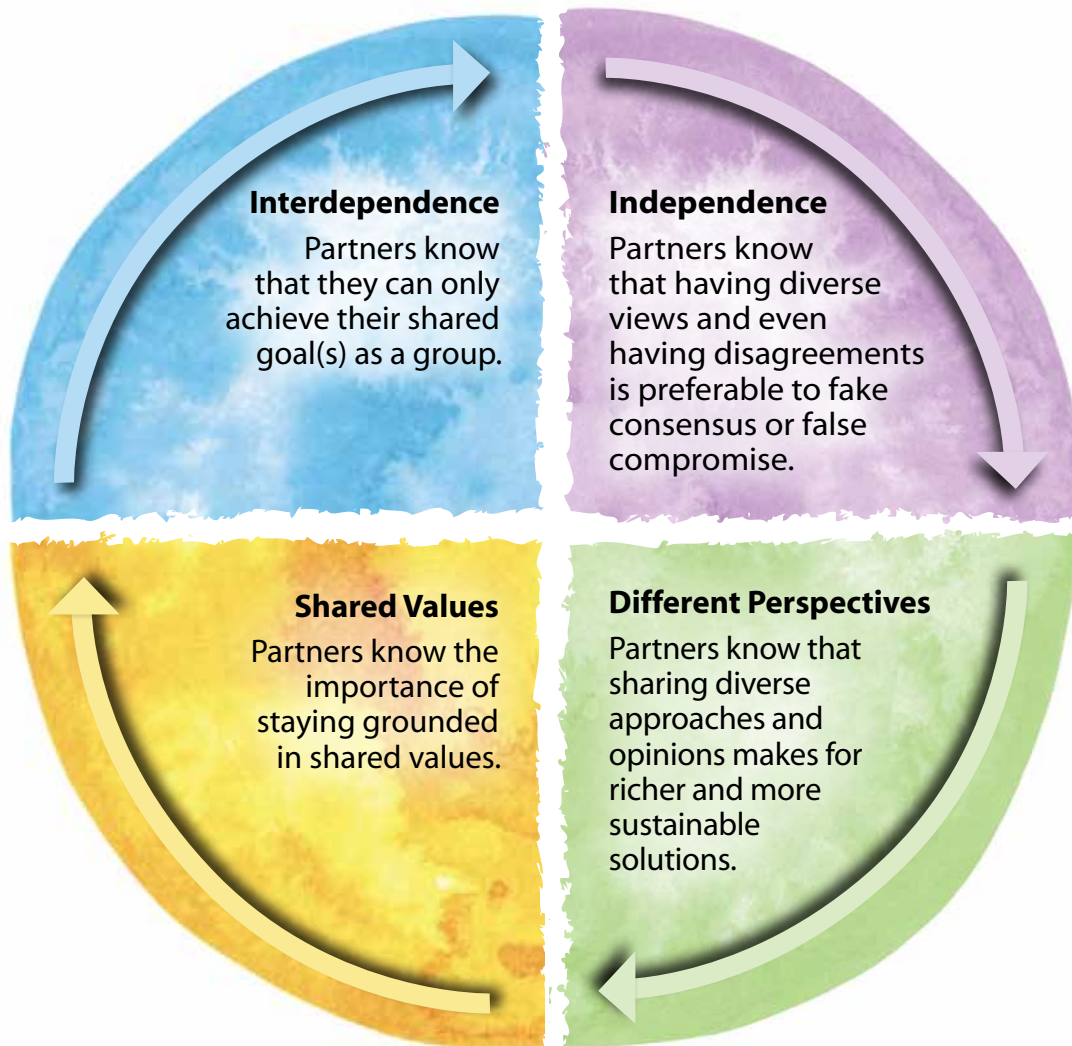 Interdependence
Partners know
that they can only
achieve their shared
goal(s) as a group.
Independence
Partners know
that having diverse
views and even
having disagreements
is preferable to fake
consensus or false
compromise.
Shared Values
Partners know the
importance of
staying grounded
in shared values.
Different Perspectives
Partners know that
sharing diverse
approaches and
opinions makes for
richer and more
sustainable
solutions.